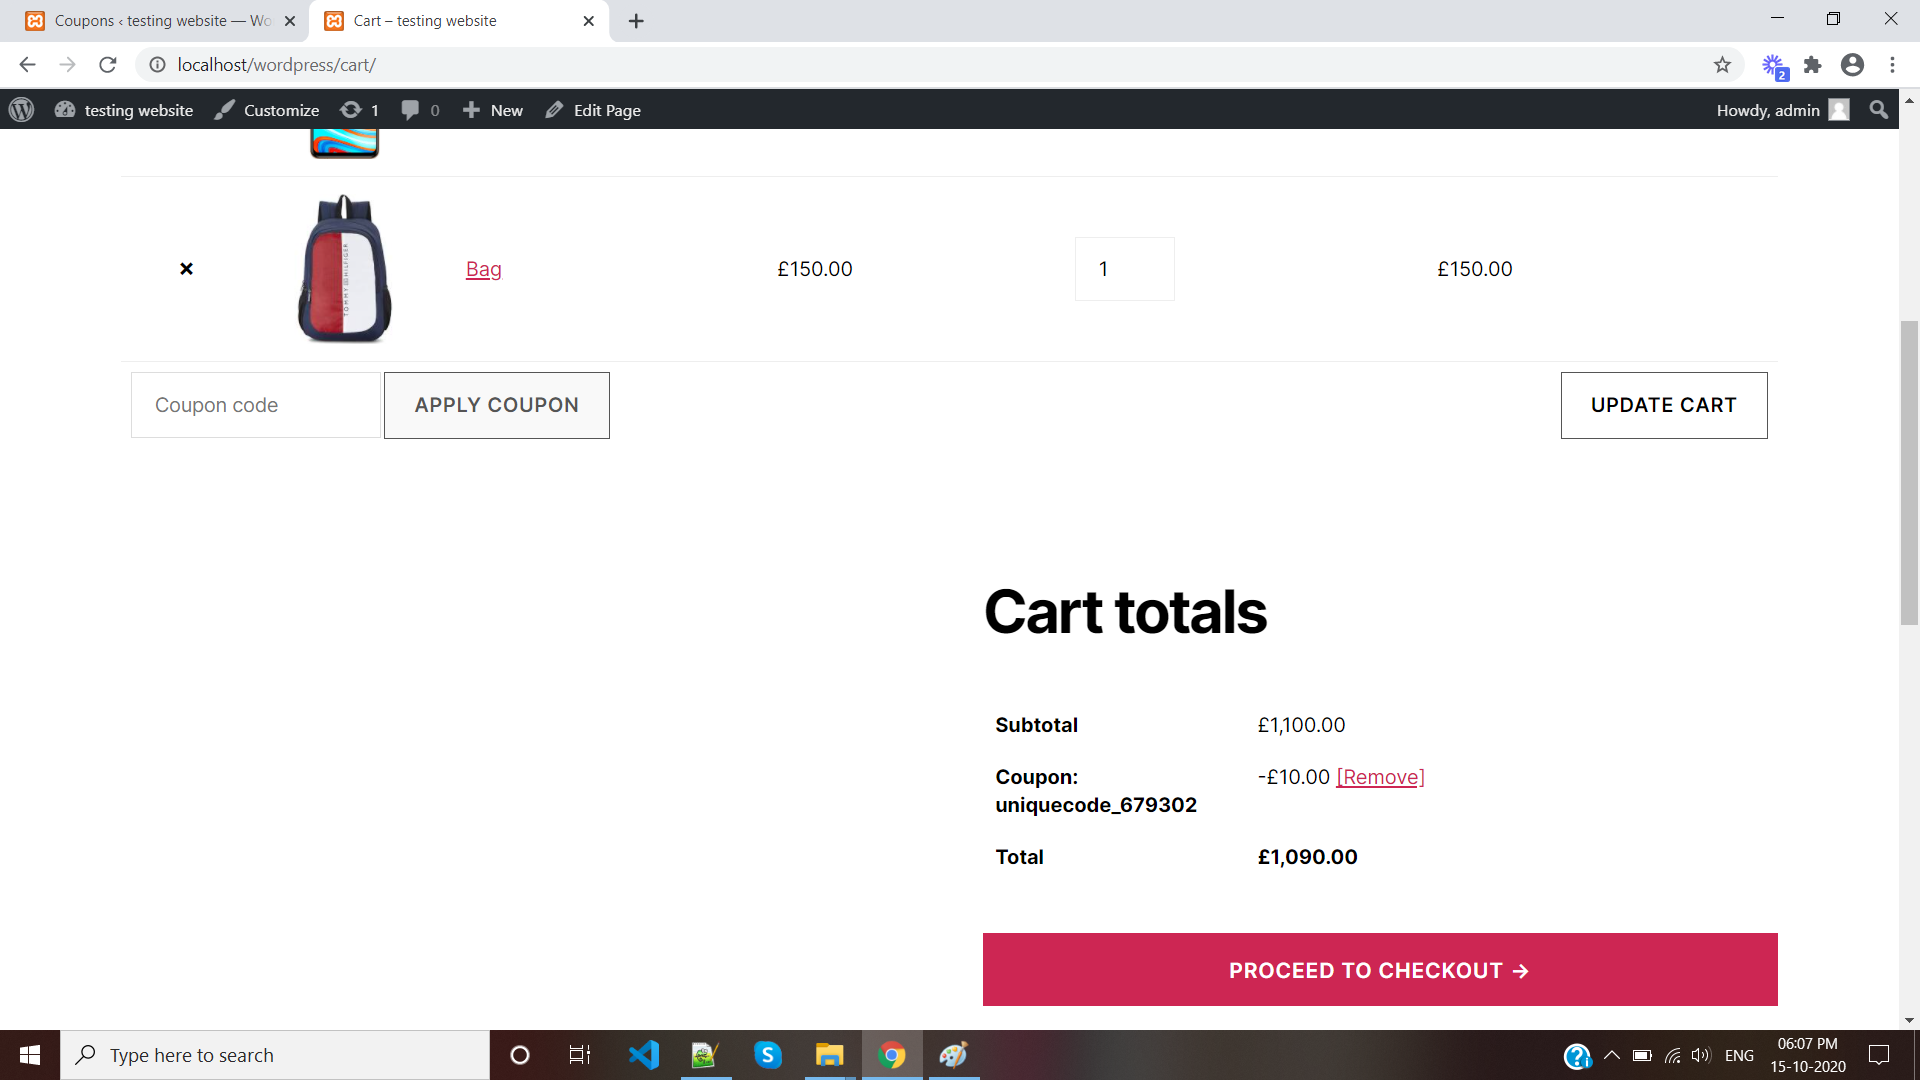 Coupons ‹ testing website — Wo
Cart – testing website
localhost/wordpress/cart/
2
testing website
Customize
1
0
New
Edit Page
Howdy, admin
TOMMY HILFIGER
×
Bag
£150.00
1
£150.00
Coupon code
APPLY COUPON
UPDATE CART
Cart totals
Subtotal
£1,100.00
Coupon:
uniquecode_679302
-£10.00 [Remove]
Total
£1,090.00
PROCEED TO CHECKOUT →
Type here to search
ENG
06:07 PM
15-10-2020